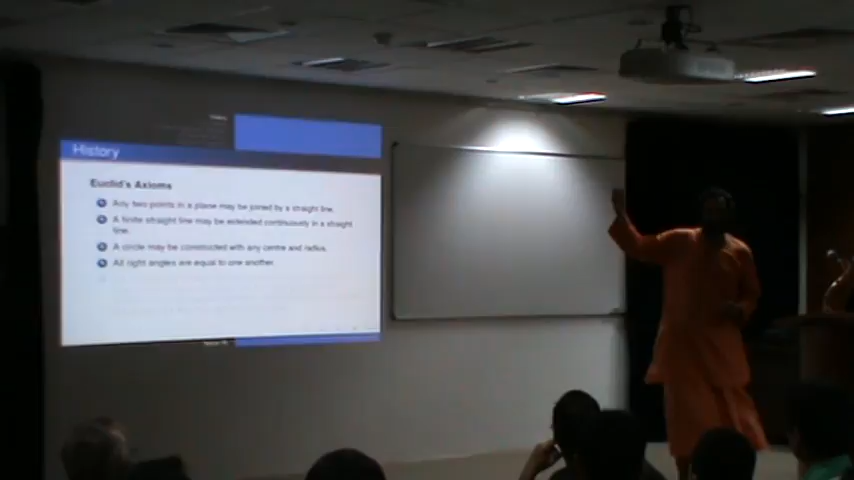 History
Euclid's Axioms
Any two points in a plane may be joined by a straight line.
A finite straight line may be extended continuously in a straight
line.
A circle may be constructed with any centre and radius.
All right angles are equal to one another.